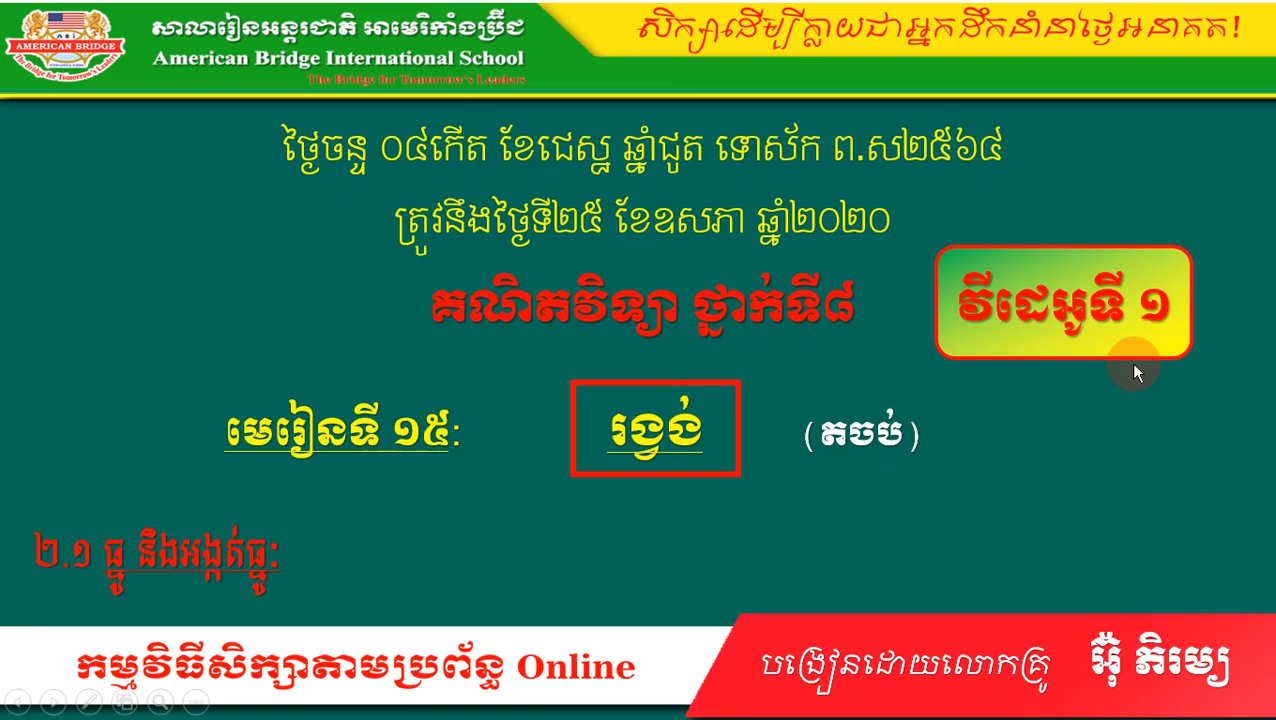 សាលារៀនអន្តរជាតិ អាមេរិកាំងប្រ៊ីជ
American Bridge International School
The Bridge for Tomorrow's Leaders
AMERICAN BRIDGE
The Bridge for Tomorrow's Leaders
សិក្សាដើម្បីក្លាយជាអ្នកដឹកនាំនាថ្ងៃអនាគត!
ថ្ងៃចន្ទ ០៨កើត ខែជេស្ឋ ឆ្នាំជូត ទោស័ក ព.ស២៥៦៨
ត្រូវនឹងថ្ងៃទី២៥ ខែឧសភា ឆ្នាំ២០២០
គណិតវិទ្យា ថ្នាក់ទី៨
វីដេអូទី ១
មេរៀនទី ១៥: រង្វង់ (តចប់)
២.១ ធ្នូ និងអង្កត់ធ្នូ:
កម្មវិធីសិក្សាតាមប្រព័ន្ធ Online
បង្រៀនដោយលោកគ្រូ អ៊ុំ ភិរម្យ